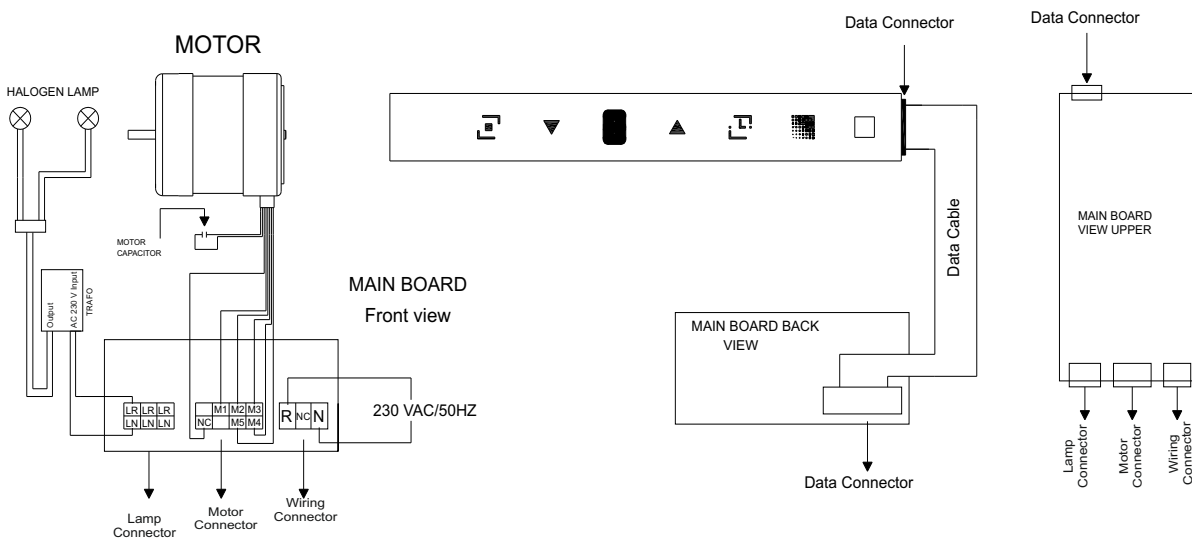 MOTOR
HALOGEN LAMP
MOTOR
CAPACITOR
Output
AC 230 V Input
TRAFO
MAIN BOARD
Front view
LR LR LR
LN LN LN
M1 M2 M3
NC M5 M4
R NC N
230 VAC/50HZ
Lamp
Connector
Motor
Connector
Wiring
Connector
Data Connector
Data Cable
MAIN BOARD BACK
VIEW
Data Connector
Data Connector
MAIN BOARD
VIEW UPPER
Lamp
Connector
Motor
Connector
Wiring
Connector